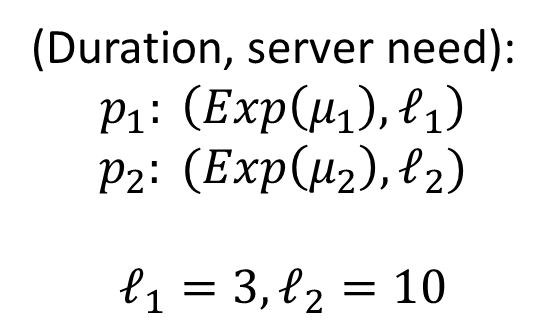 (Duration, server need):
p₁: (Exp(μ₁), ℓ₁)
p₂: (Exp(μ₂), ℓ₂)
ℓ₁ = 3, ℓ₂ = 10